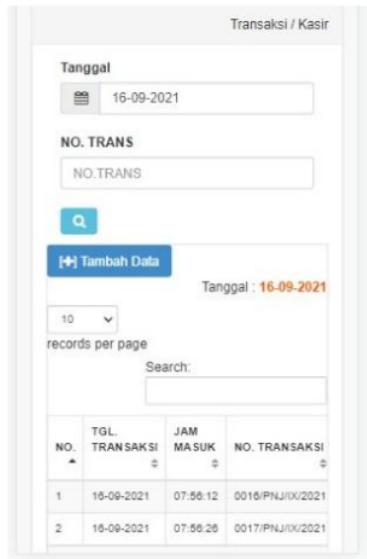 Transaksi / Kasir
Tanggal
16-09-2021
NO. TRANS
NO.TRANS
[+] Tambah Data
Tanggal : 16-09-2021
10
records per page
Search:
NO. TGL. TRANSAKSI JAM MASUK NO. TRANSAKSI
1 16-09-2021 07:56:12 0016/PNJ/IX/2021
2 16-09-2021 07:56:26 0017/PNJ/IX/2021